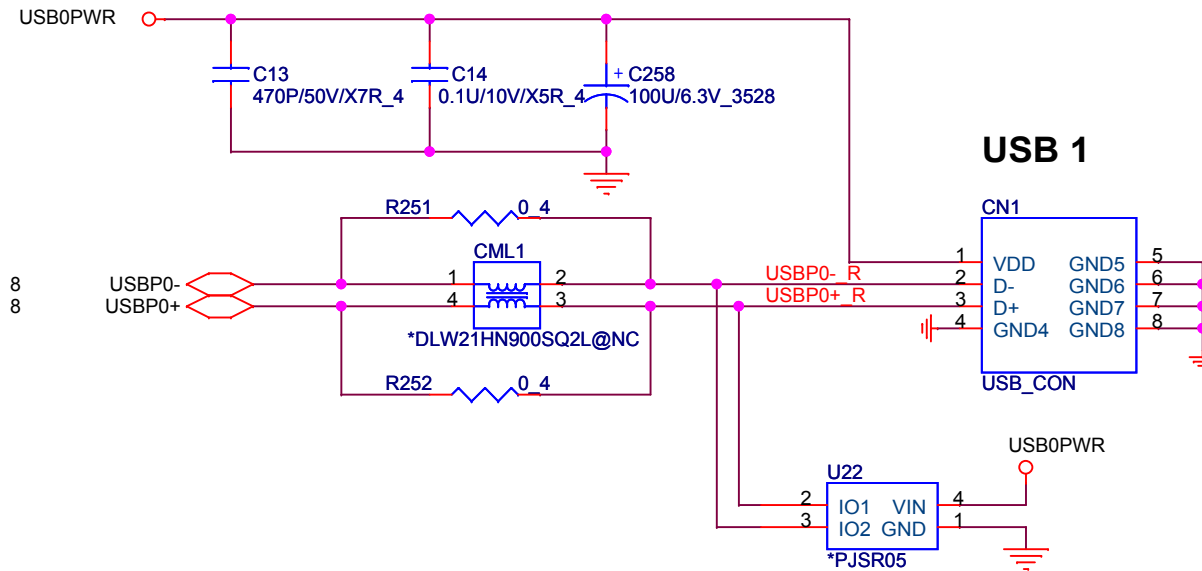 USB0PWR
C13
470P/50V/X7R_4
C14
0.1U/10V/X5R_4
+ C258
100U/6.3V_3528
USB 1
R251 0_4
CML1
1 2
4 3
*DLW21HN900SQ2L@NC
R252 0_4
8 USBP0-
8 USBP0+
USBP0-_R
USBP0+_R
CN1
1 VDD GND5 5
2 D- GND6 6
3 D+ GND7 7
4 GND4 GND8 8
USB_CON
USB0PWR
U22
2 IO1 VIN 4
3 IO2 GND 1
*PJSR05